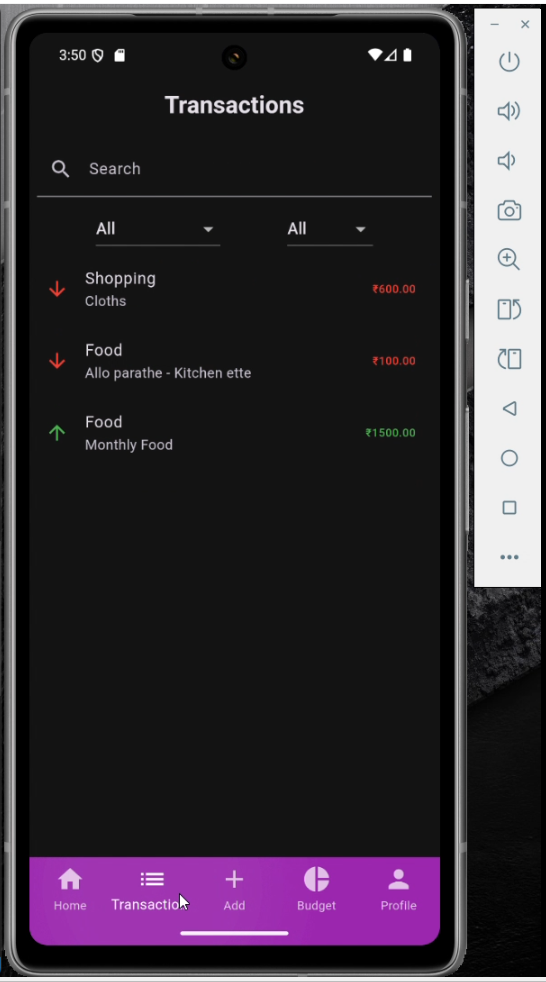 3:50
Transactions
Search
All All
Shopping
Cloths
₹600.00
Food
Allo parathe - Kitchen ette
₹100.00
Food
Monthly Food
₹1500.00
Home Transaction Add Budget Profile